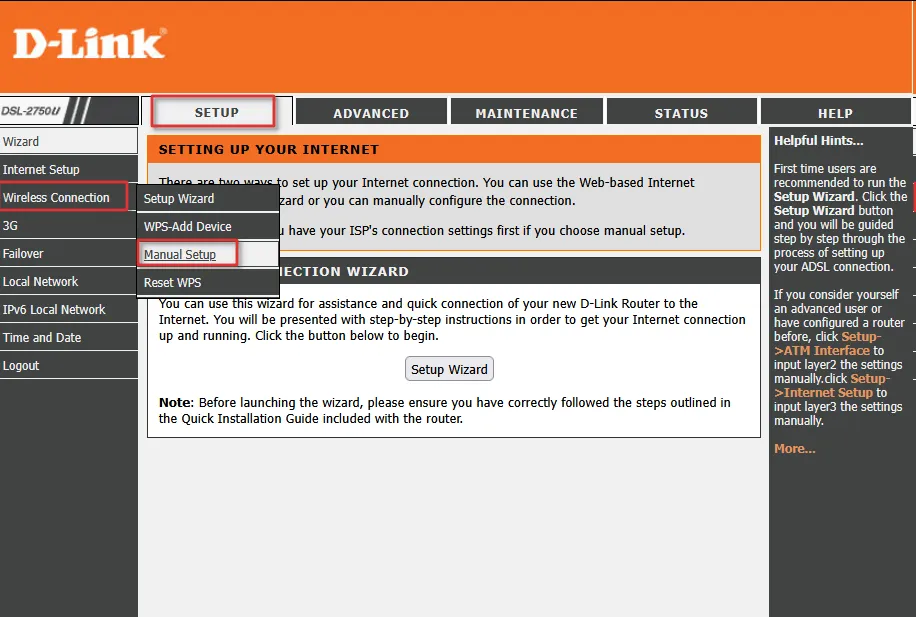 D-Link
DSL-2750U
SETUP
ADVANCED
MAINTENANCE
STATUS
HELP
Wizard
Internet Setup
Wireless Connection
3G
Failover
Local Network
IPv6 Local Network
Time and Date
Logout
Setup Wizard
WPS-Add Device
Manual Setup
Reset WPS
SETTING UP YOUR INTERNET
There are two ways to set up your Internet connection. You can use the Web-based Internet
zard or you can manually configure the connection.
have your ISP's connection settings first if you choose manual setup.
NECTION WIZARD
You can use this wizard for assistance and quick connection of your new D-Link Router to the
Internet. You will be presented with step-by-step instructions in order to get your Internet connection
up and running. Click the button below to begin.
Setup Wizard
Note: Before launching the wizard, please ensure you have correctly followed the steps outlined in
the Quick Installation Guide included with the router.
Helpful Hints...
First time users are
recommended to run the
Setup Wizard. Click the
Setup Wizard button
and you will be guided
step by step through the
process of setting up
your ADSL connection.
If you consider yourself
an advanced user or
have configured a router
before, click Setup-
>ATM Interface to
input layer2 the settings
manually.click Setup-
>Internet Setup to
input layer3 the settings
manually.
More...